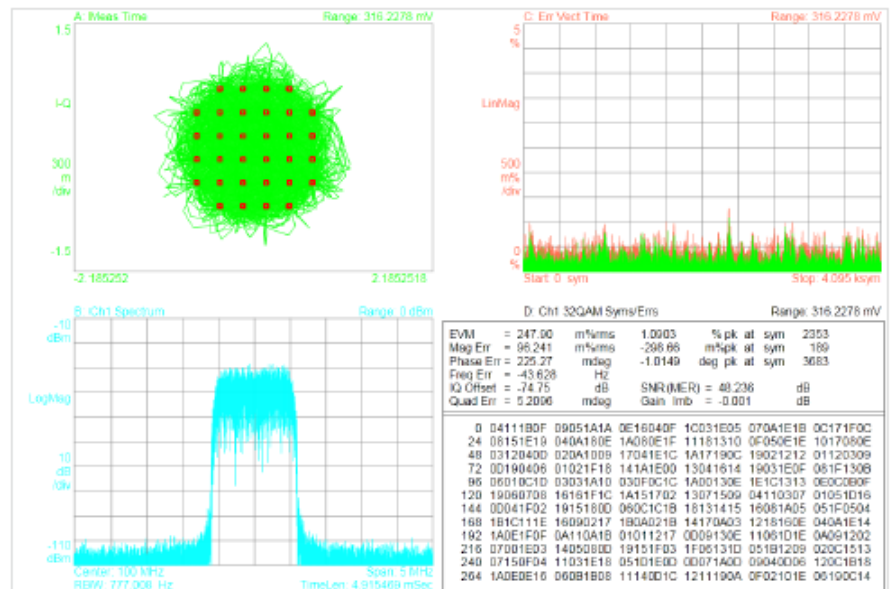 A: Meas Time Range: 316.2278 mV
1.5
I-Q
300
m
/div
-1.5
-2.185252 2.1852518
C: Err Vect Time Range: 316.2278 mV
5
%
LinMag
500
m%
/div
0
%
Start: 0 sym Stop: 4.095 ksym
B: Ch1 Spectrum Range: 0 dBm
-10
dBm
LogMag
10
dB
/div
-110
dBm
Center: 100 MHz Span: 5 MHz
RBW: 777.008 Hz TimeLen: 4.915469 mSec
D: Ch1 32QAM Syms/Errs Range: 316.2278 mV
EVM = 247.90 m%rms 1.0903 % pk at sym 2353
Mag Err = 96.241 m%rms -298.66 m%pk at sym 189
Phase Err = 225.27 mdeg -1.0149 deg pk at sym 3683
Freq Err = -43.628 Hz
IQ Offset = -74.75 dB SNR(MER) = 48.236 dB
Quad Err = 5.2096 mdeg Gain Imb = -0.001 dB
0 04111B0F 09051A1A 0E16040F 1C031E05 070A1E1B 0C171F0C
24 08151E19 040A180E 1A080E1F 11181310 0F050E1E 1017080E
48 0312040D 020A1009 17041E1C 1A17190C 19021212 01120309
72 0D190406 01021F18 141A1E00 13041614 19031E0F 081F130B
96 06010C1D 03031A10 030F0C1C 1A00130E 1E1C1313 0E0C0B0F
120 19060708 16161F1C 1A151702 13071509 04110307 01051D16
144 0D041F02 1915180D 060C1C1B 18131415 16081A05 051F0504
168 1B1C111E 16090217 1B0A021B 14170A03 1218160E 040A1E14
192 1A0E1F0F 0A110A1B 01011217 0D09130E 11061D1E 0A091202
216 07001E03 1405080D 19151F03 1F06131D 051B1209 020C1513
240 07150F04 11031E18 051D1E0D 0D071A0D 09040D06 120C1B18
264 1A0E0E16 060B1B08 11140D1C 1211190A 0F02101E 06190C14